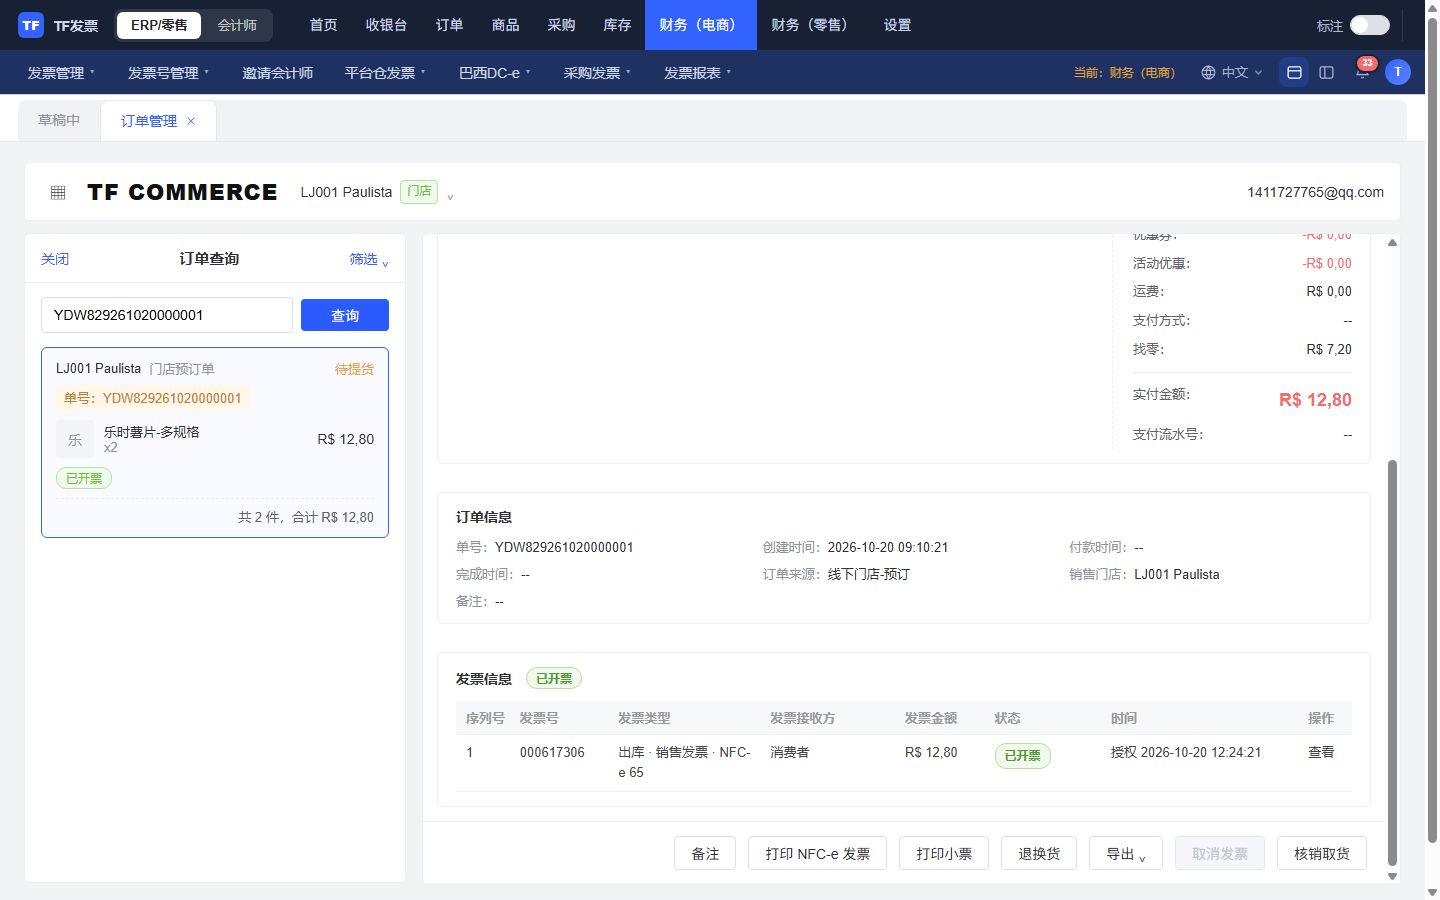 TF TF发票 ERP/零售 会计师 首页 收银台 订单 商品 采购 库存 财务（电商） 财务（零售） 设置 标注
发票管理 发票号管理 邀请会计师 平台仓发票 巴西DC-e 采购发票 发票报表 当前：财务（电商） 中文 33 T
草稿中 订单管理 ×
TF COMMERCE LJ001 Paulista 门店 1411727765@qq.com
关闭 订单查询 筛选
YDW829261020000001 查询
LJ001 Paulista 门店预订单 待提货
单号：YDW829261020000001
乐 乐时薯片-多规格 R$ 12,80
x2
已开票
共 2 件，合计 R$ 12,80
优惠券： -R$ 0,00
活动优惠： -R$ 0,00
运费： R$ 0,00
支付方式： --
找零： R$ 7,20
实付金额： R$ 12,80
支付流水号： --
订单信息
单号：YDW829261020000001 创建时间：2026-10-20 09:10:21 付款时间：--
完成时间：-- 订单来源：线下门店-预订 销售门店：LJ001 Paulista
备注：--
发票信息 已开票
序列号 发票号 发票类型 发票接收方 发票金额 状态 时间 操作
1 000617306 出库 · 销售发票 · NFC- 消费者 R$ 12,80 已开票 授权 2026-10-20 12:24:21 查看
e 65
备注 打印 NFC-e 发票 打印小票 退换货 导出 取消发票 核销取货